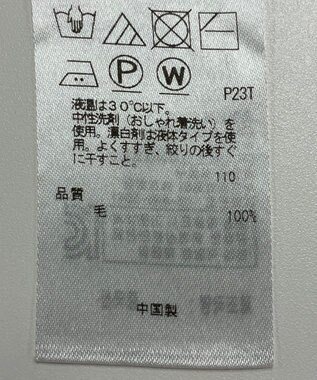 P W P23T
液温は30℃以下。
中性洗剤（おしゃれ着洗い）を
使用。漂白剤は液体タイプを使
用。よくすすぎ、絞りの後すぐ
に干すこと。
110
品質
毛 100%
中国製